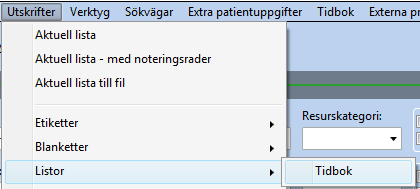 Utskrifter Verktyg Sökvägar Extra patientuppgifter Tidbok Externa
Aktuell lista
Aktuell lista - med noteringsrader
Aktuell lista till fil
Resurskategori:
Etiketter
Blanketter
Listor
Tidbok